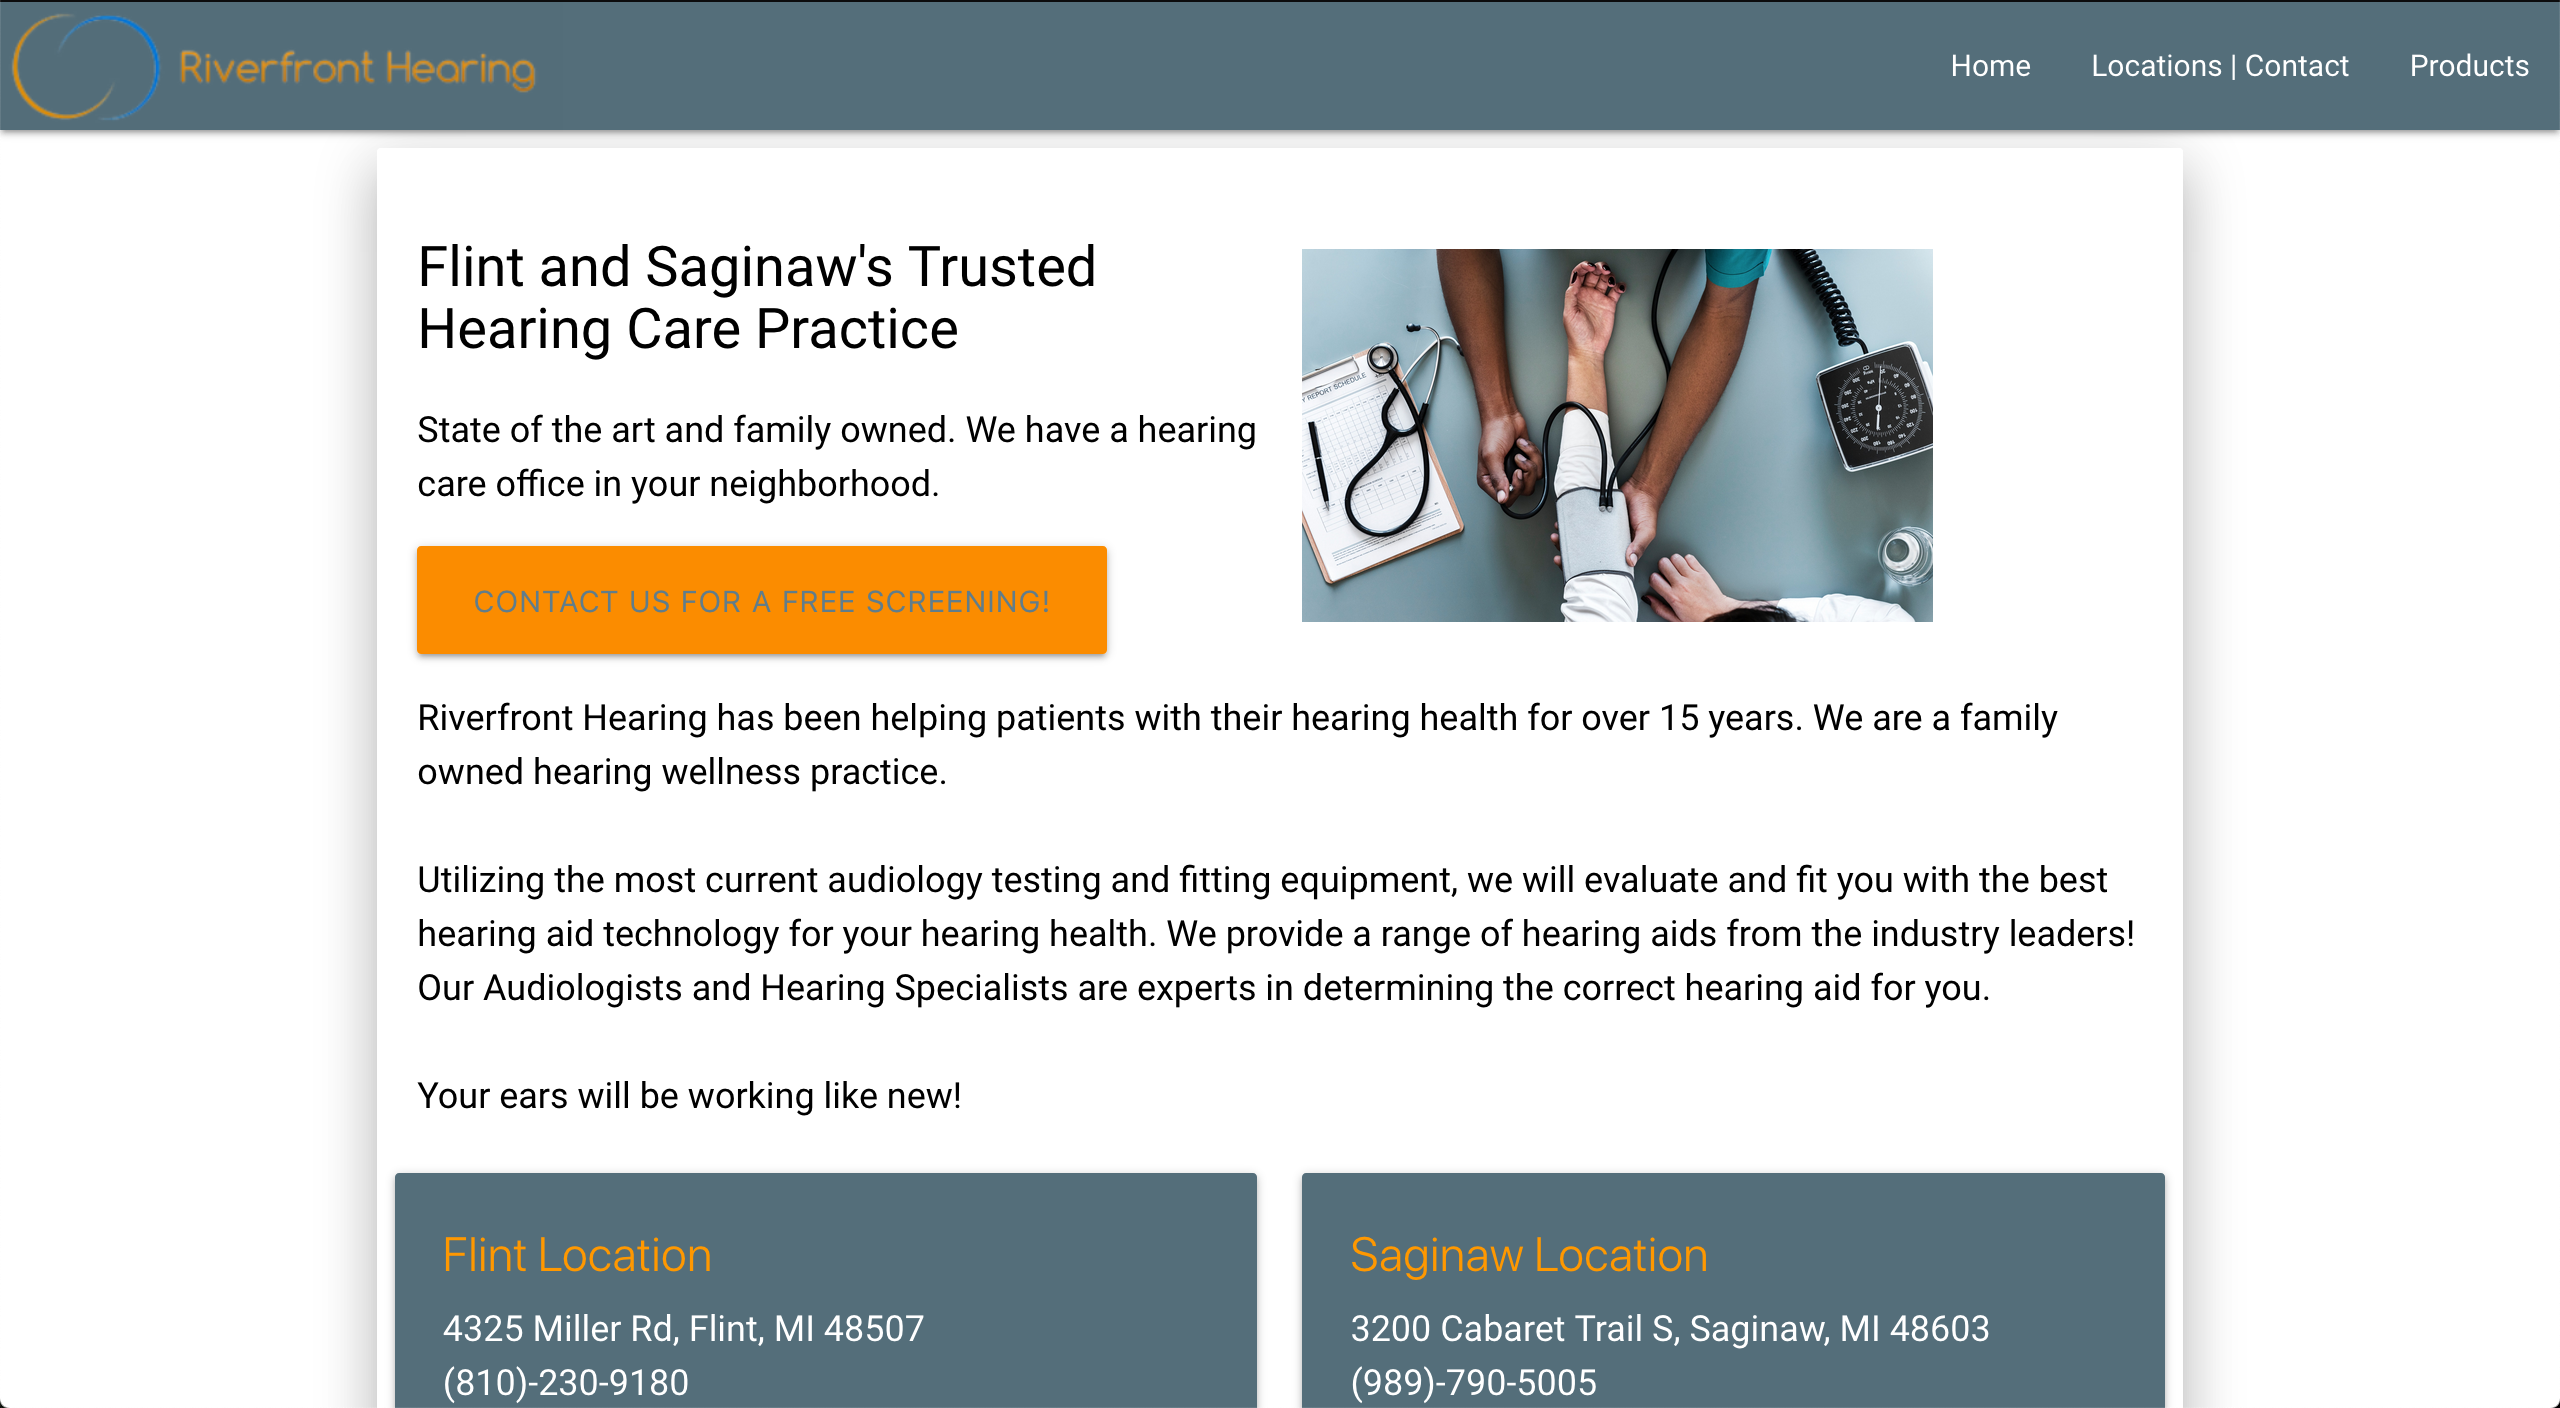 Riverfront Hearing
Home
Locations | Contact
Products
Flint and Saginaw's Trusted
Hearing Care Practice
State of the art and family owned. We have a hearing
care office in your neighborhood.
CONTACT US FOR A FREE SCREENING!
REPORT SCHEDULE
Riverfront Hearing has been helping patients with their hearing health for over 15 years. We are a family
owned hearing wellness practice.
Utilizing the most current audiology testing and fitting equipment, we will evaluate and fit you with the best
hearing aid technology for your hearing health. We provide a range of hearing aids from the industry leaders!
Our Audiologists and Hearing Specialists are experts in determining the correct hearing aid for you.
Your ears will be working like new!
Flint Location
4325 Miller Rd, Flint, MI 48507
(810)-230-9180
Saginaw Location
3200 Cabaret Trail S, Saginaw, MI 48603
(989)-790-5005